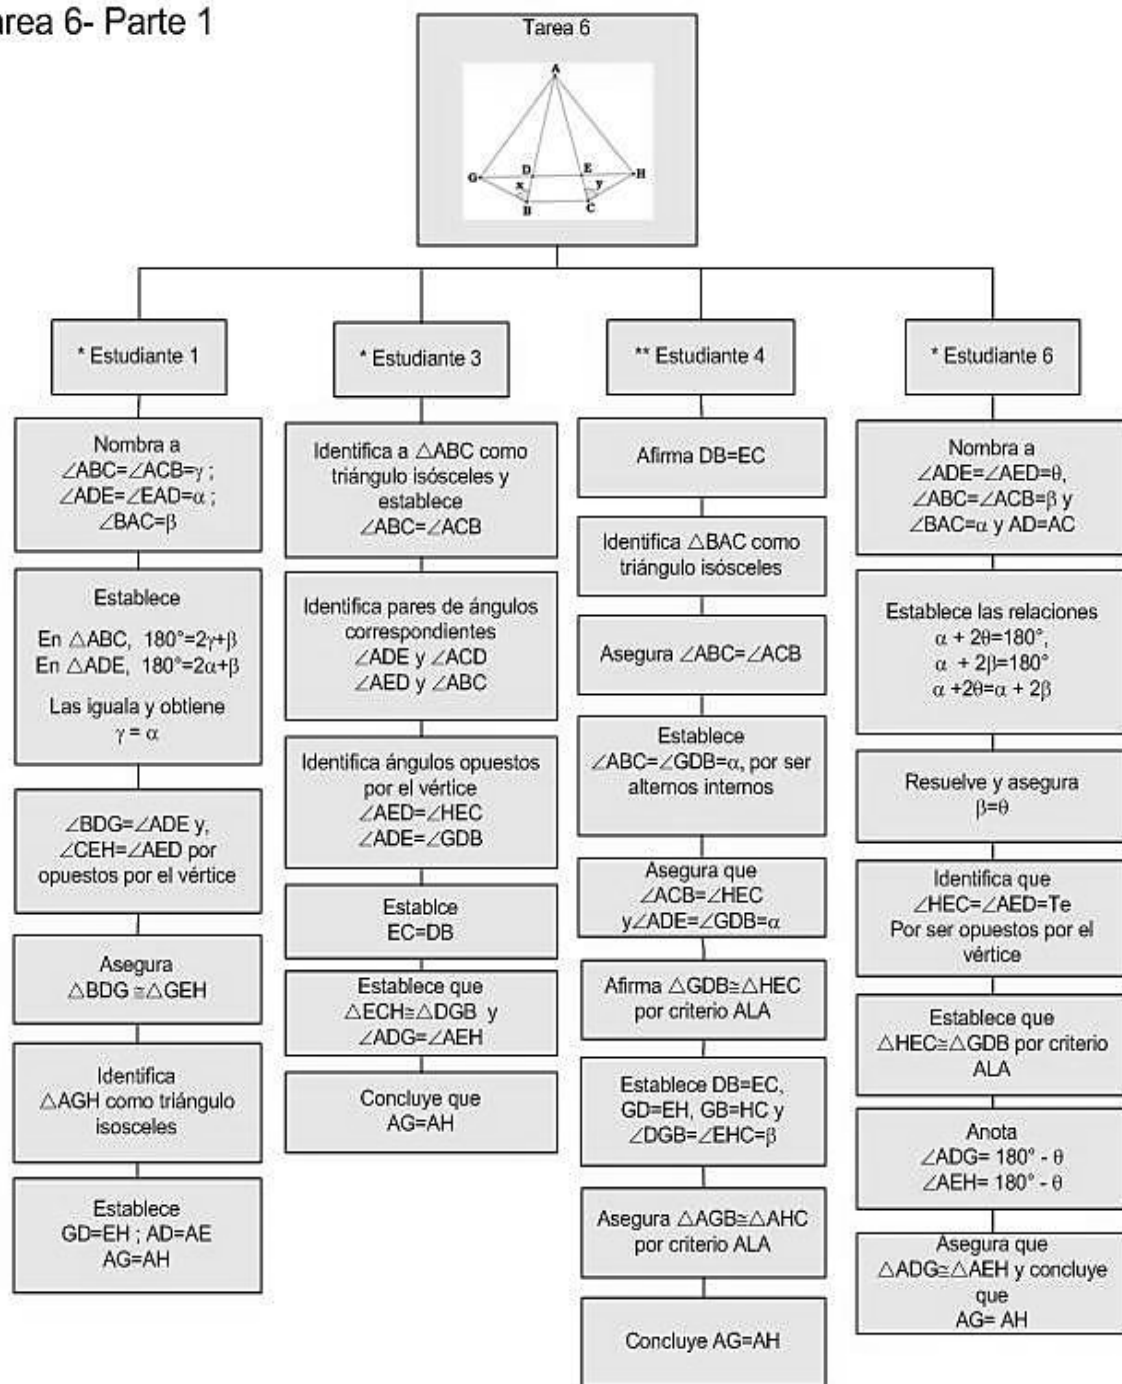 area 6- Parte 1
Tarea 6
A
G
D
E
H
x
y
B
C
* Estudiante 1
Nombra a
∠ABC=∠ACB=γ ;
∠ADE=∠EAD=α ;
∠BAC=β
Establece
En △ABC, 180°=2γ+β
En △ADE, 180°=2α+β
Las iguala y obtiene
γ = α
∠BDG=∠ADE y,
∠CEH=∠AED por
opuestos por el vértice
Asegura
△BDG ≅△GEH
Identifica
△AGH como triángulo
isosceles
Establece
GD=EH ; AD=AE
AG=AH
* Estudiante 3
Identifica a △ABC como
triángulo isósceles y
establece
∠ABC=∠ACB
Identifica pares de ángulos
correspondientes
∠ADE y ∠ACD
∠AED y ∠ABC
Identifica ángulos opuestos
por el vértice
∠AED=∠HEC
∠ADE=∠GDB
Establce
EC=DB
Establece que
△ECH≅△DGB y
∠ADG=∠AEH
Concluye que
AG=AH
** Estudiante 4
Afirma DB=EC
Identifica △BAC como
triángulo isósceles
Asegura ∠ABC=∠ACB
Establece
∠ABC=∠GDB=α, por ser
alternos internos
Asegura que
∠ACB=∠HEC
y∠ADE=∠GDB=α
Afirma △GDB≅△HEC
por criterio ALA
Establece DB=EC,
GD=EH, GB=HC y
∠DGB=∠EHC=β
Asegura △AGB≅△AHC
por criterio ALA
Concluye AG=AH
* Estudiante 6
Nombra a
∠ADE=∠AED=θ,
∠ABC=∠ACB=β y
∠BAC=α y AD=AC
Establece las relaciones
α + 2θ=180°,
α + 2β=180°
α +2θ=α + 2β
Resuelve y asegura
β=θ
Identifica que
∠HEC=∠AED=Te
Por ser opuestos por el
vértice
Establece que
△HEC≅△GDB por criterio
ALA
Anota
∠ADG= 180° - θ
∠AEH= 180° - θ
Asegura que
△ADG≅△AEH y concluye
que
AG= AH